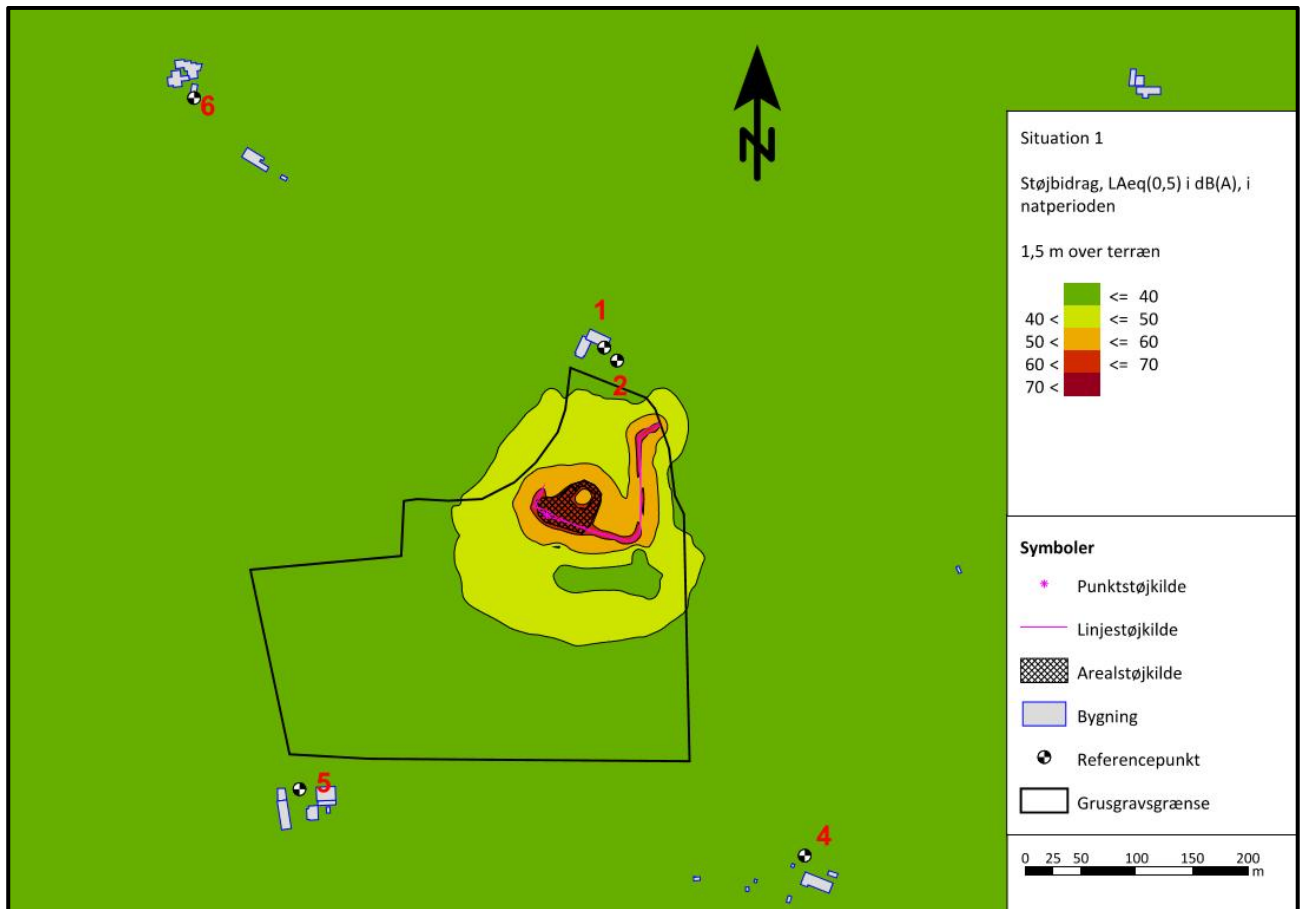 6
N
1
2
5
4
Situation 1
Støjbidrag, LAeq(0,5) i dB(A), i
natperioden
1,5 m over terræn
<= 40
40 < <= 50
50 < <= 60
60 < <= 70
70 <
Symboler
Punktstøjkilde
Linjestøjkilde
Arealstøjkilde
Bygning
Referencepunkt
Grusgravsgrænse
0 25 50 100 150 200
m